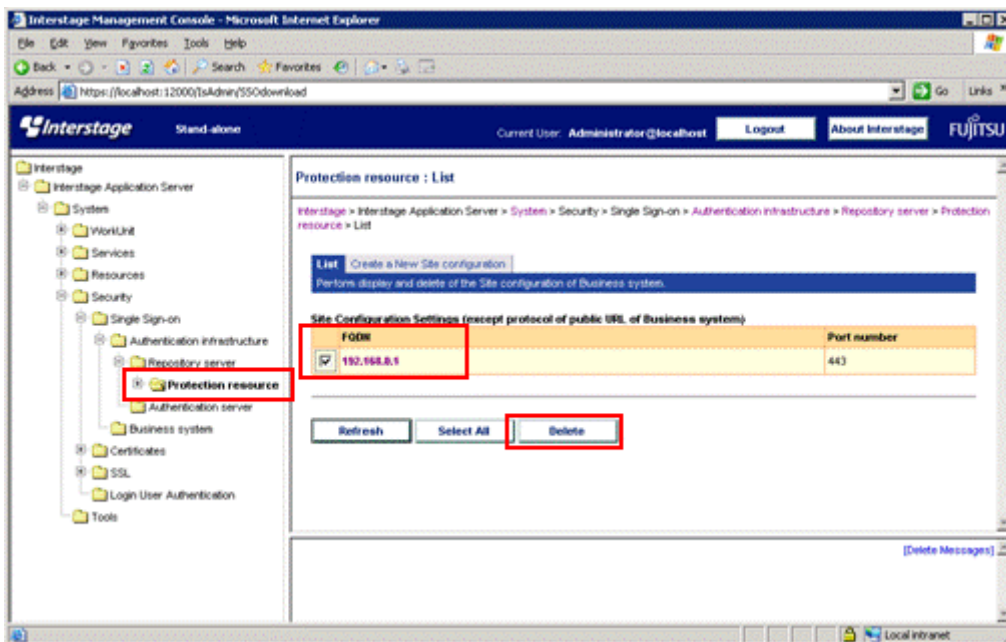 Interstage Management Console - Microsoft Internet Explorer
File Edit View Favorites Tools Help
Back Search Favorites
Address https://localhost:12000/IsAdmin/SSOdownload Go Links »
Interstage Stand-alone Current User: Administrator@localhost Logout About Interstage FUJITSU
Interstage
Interstage Application Server
System
WorkUnit
Services
Resources
Security
Single Sign-on
Authentication infrastructure
Repository server
Protection resource
Authentication server
Business system
Certificates
SSL
Login User Authentication
Tools
Protection resource : List
Interstage > Interstage Application Server > System > Security > Single Sign-on > Authentication infrastructure > Repository server > Protection
resource > List
List Create a New Site configuration
Perform display and delete of the Site configuration of Business system.
Site Configuration Settings (except protocol of public URL of Business system)
FQDN Port number
192.168.0.1 443
Refresh Select All Delete
[Delete Messages]
Local intranet